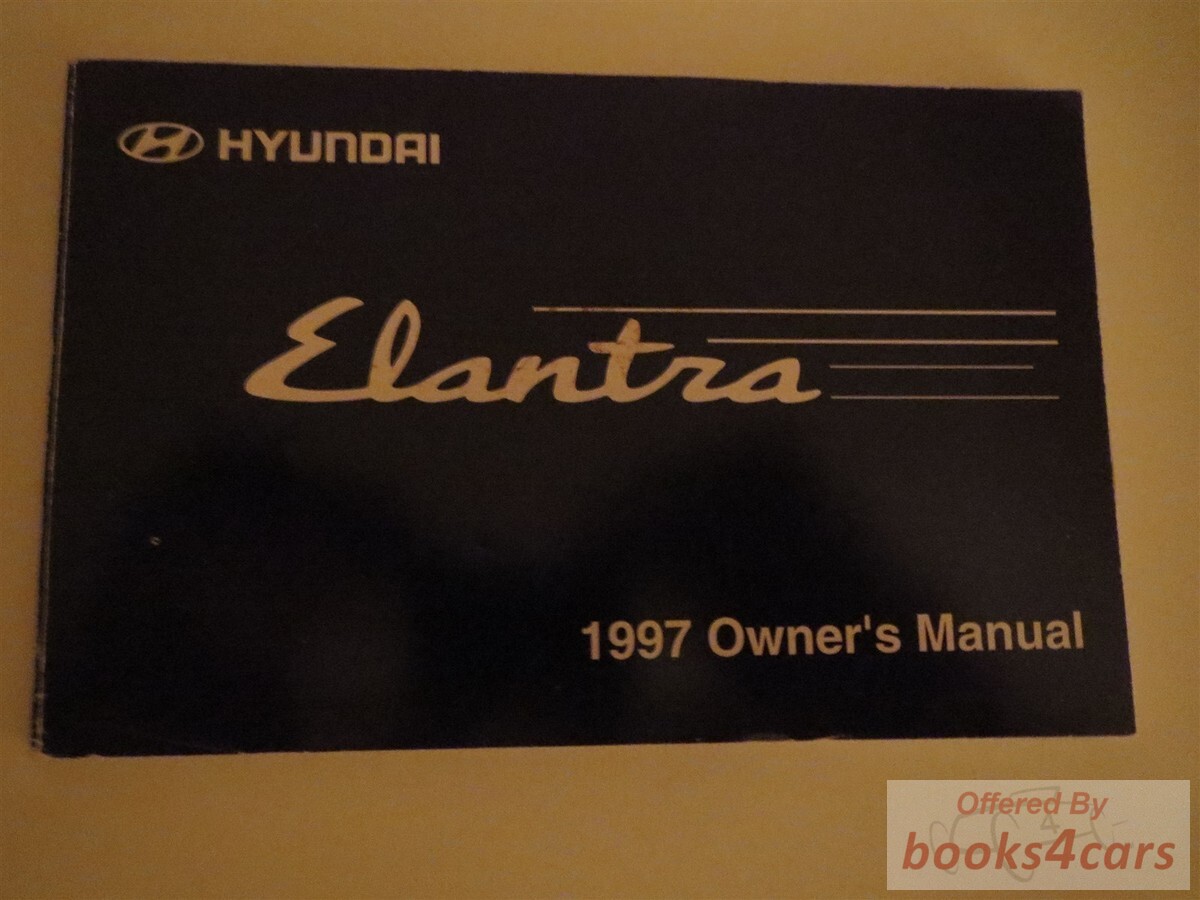 HYUNDAI
Elantra
1997 Owner's Manual
Offered By
books4cars